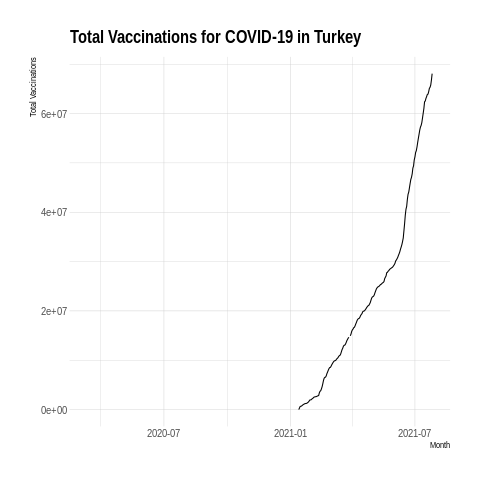 Total Vaccinations for COVID-19 in Turkey
Total Vaccinations
6e+07
4e+07
2e+07
0e+00
2020-07
2021-01
2021-07
Month